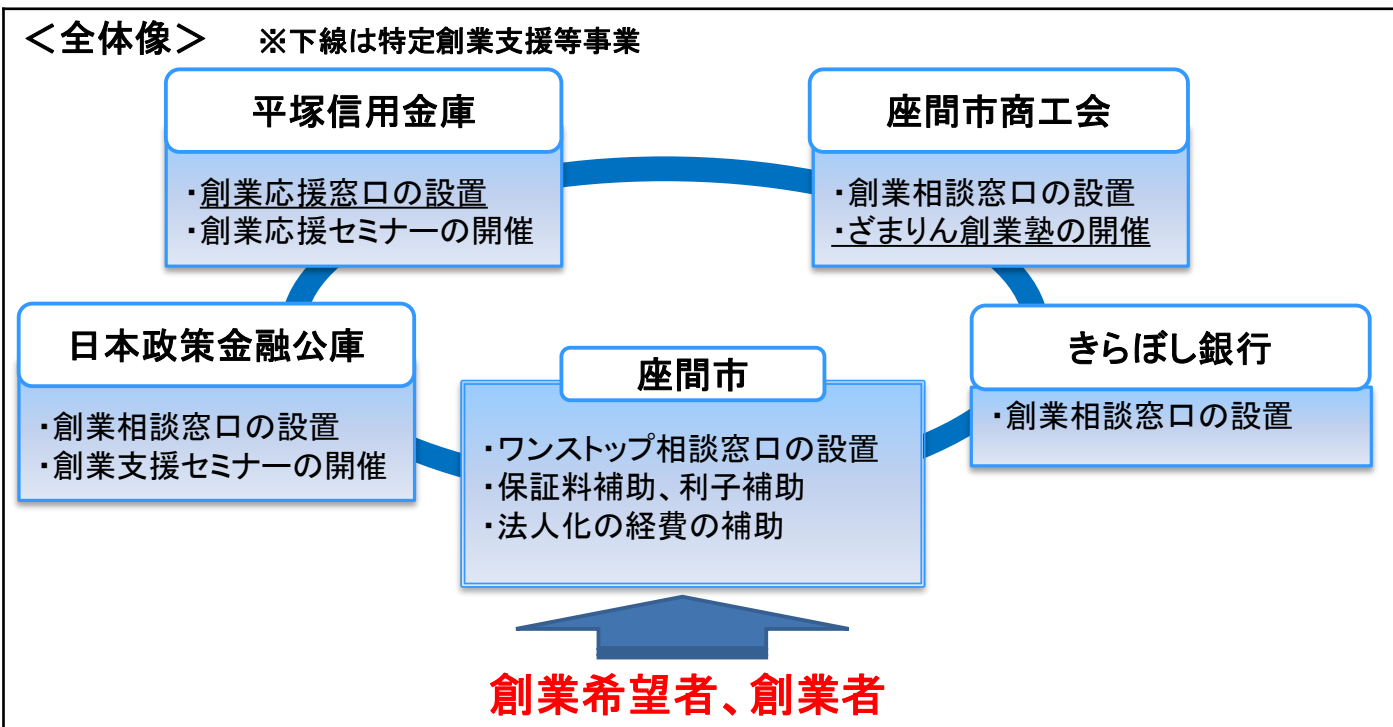 ＜全体像＞ ※下線は特定創業支援等事業
平塚信用金庫
・創業応援窓口の設置
・創業応援セミナーの開催
座間市商工会
・創業相談窓口の設置
・ざまりん創業塾の開催
日本政策金融公庫
・創業相談窓口の設置
・創業支援セミナーの開催
座間市
・ワンストップ相談窓口の設置
・保証料補助、利子補助
・法人化の経費の補助
きらぼし銀行
・創業相談窓口の設置
創業希望者、創業者